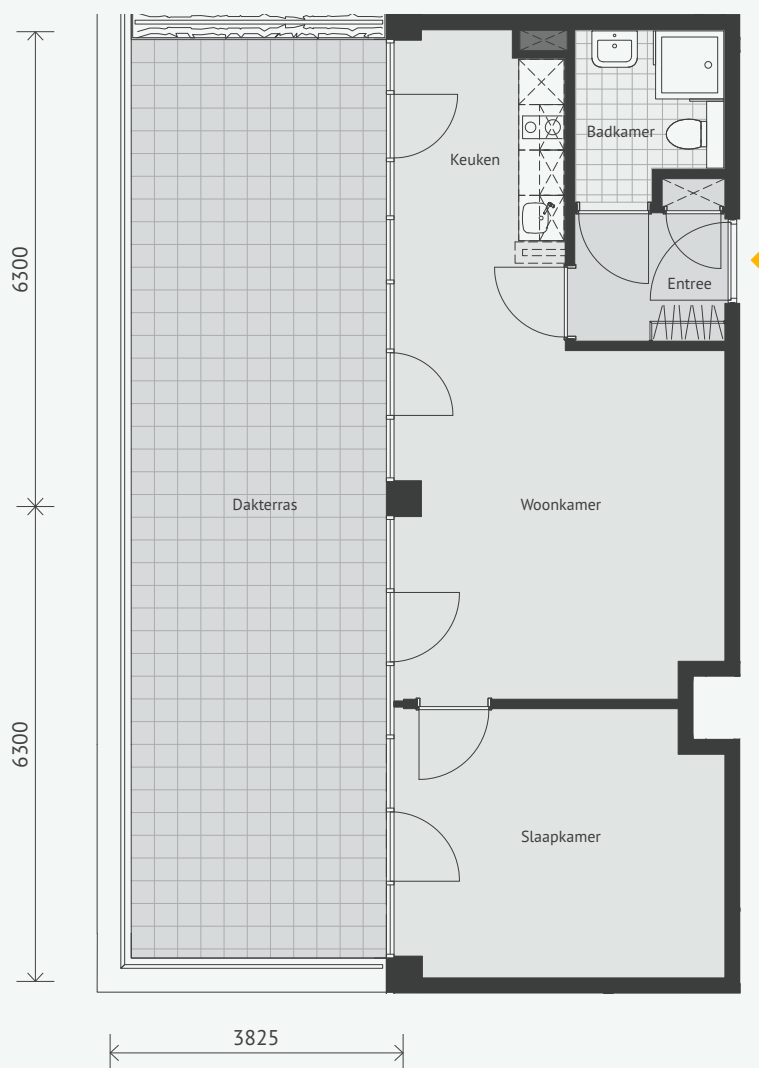 Badkamer
Keuken
6300
Entree
Dakterras
Woonkamer
6300
Slaapkamer
3825